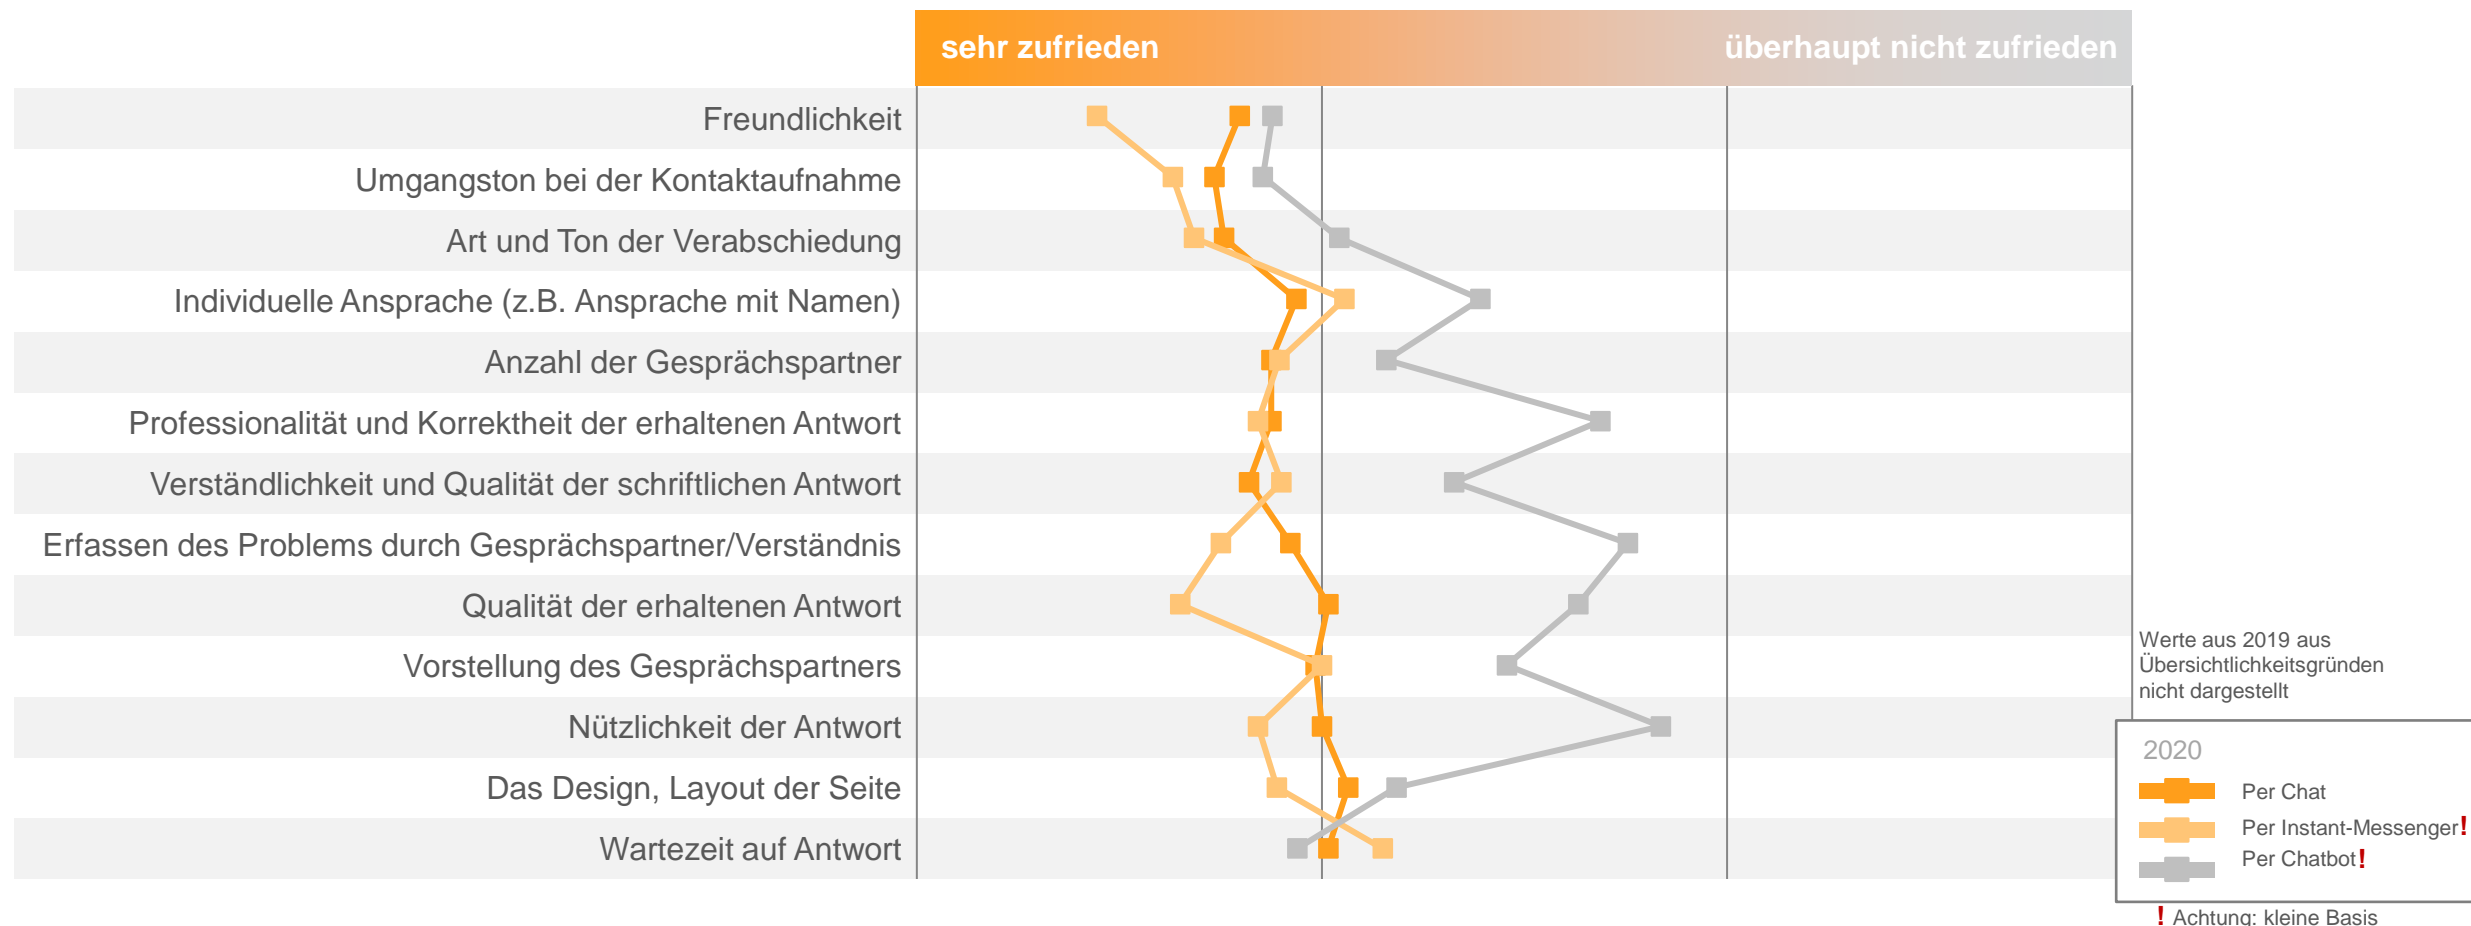 sehr zufrieden
überhaupt nicht zufrieden
Freundlichkeit
Umgangston bei der Kontaktaufnahme
Art und Ton der Verabschiedung
Individuelle Ansprache (z.B. Ansprache mit Namen)
Anzahl der Gesprächspartner
Professionalität und Korrektheit der erhaltenen Antwort
Verständlichkeit und Qualität der schriftlichen Antwort
Erfassen des Problems durch Gesprächspartner/Verständnis
Qualität der erhaltenen Antwort
Vorstellung des Gesprächspartners
Nützlichkeit der Antwort
Das Design, Layout der Seite
Wartezeit auf Antwort
Werte aus 2019 aus
Übersichtlichkeitsgründen
nicht dargestellt
2020
Per Chat
Per Instant-Messenger!
Per Chatbot!
! Achtung: kleine Basis